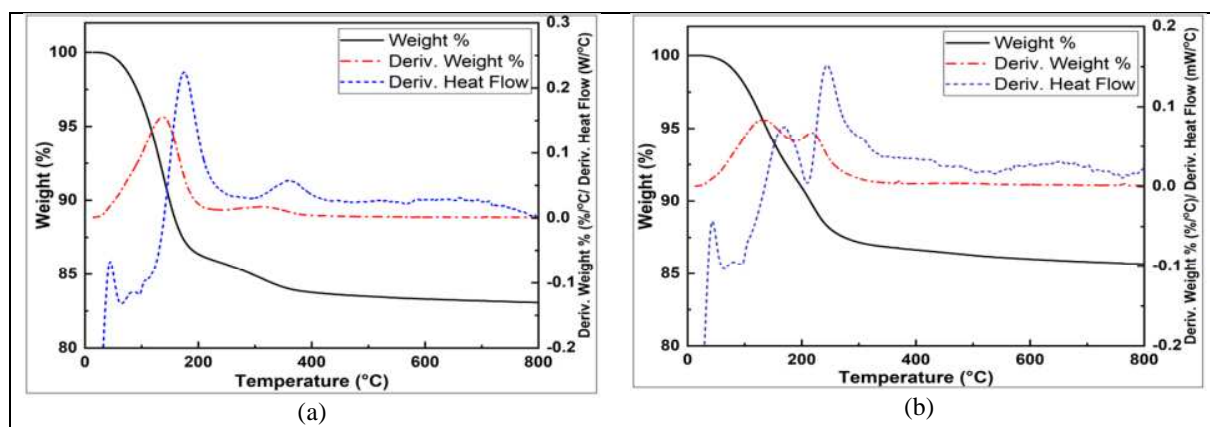 0.3
100
Weight %
Deriv. Weight %
Deriv. Heat Flow
0.2
95
0.1
90
0.0
85
-0.1
80
-0.2
0 200 400 600 800
Weight (%)
Temperature (°C)
Deriv. Weight % (%/°C/ Deriv. Heat Flow (W/°C)
(a)
0.2
100
Weight %
Deriv. Weight %
Deriv. Heat Flow
0.1
95
0.0
90
-0.1
85
80
-0.2
0 200 400 600 800
Weight (%)
Temperature (°C)
Deriv. Weight % (%/°C)/ Deriv. Heat Flow (mW/°C)
(b)